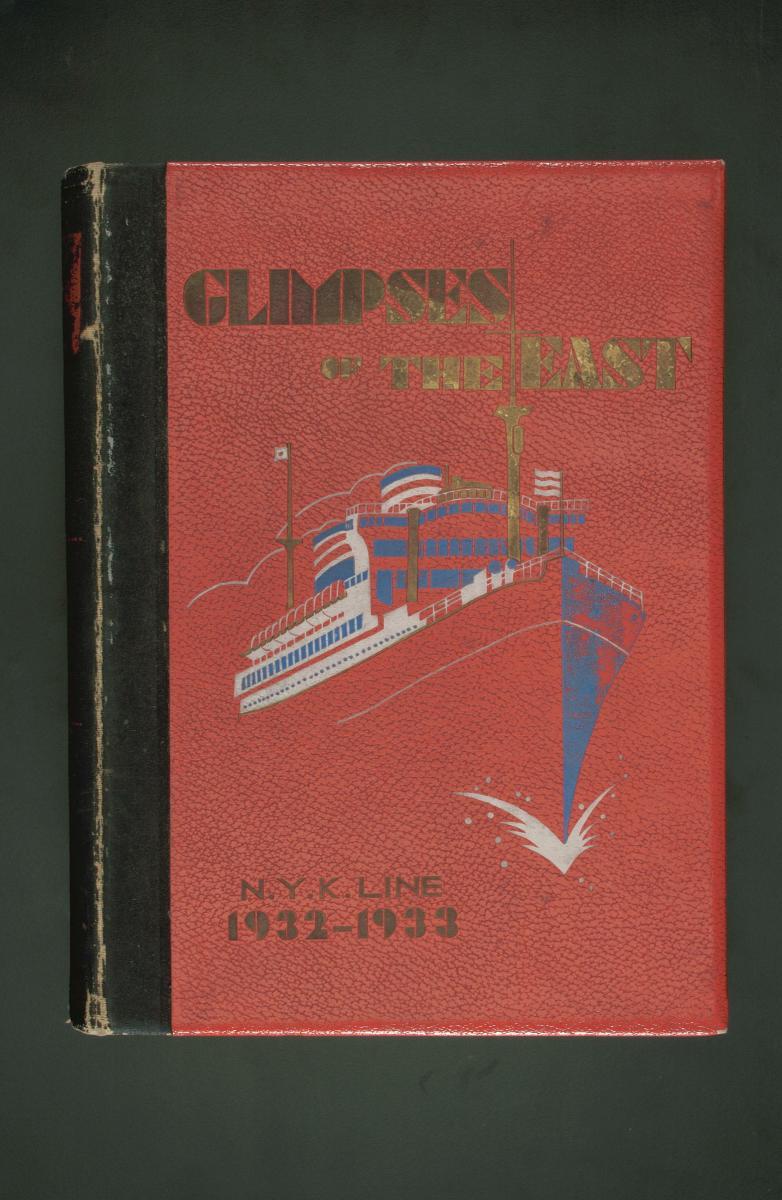 GLIMPSES
OF THE EAST
N.Y.K. LINE
1932-1933